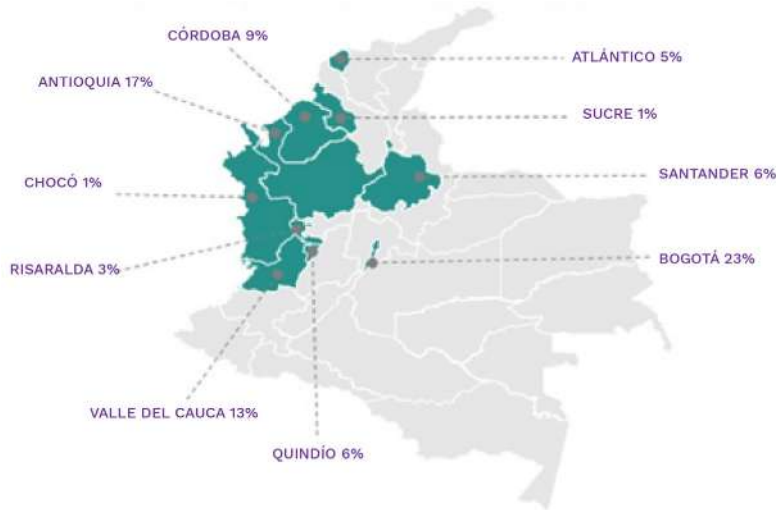 CÓRDOBA 9%
ATLÁNTICO 5%
ANTIOQUIA 17%
SUCRE 1%
SANTANDER 6%
CHOCÓ 1%
BOGOTÁ 23%
RISARALDA 3%
VALLE DEL CAUCA 13%
QUINDÍO 6%